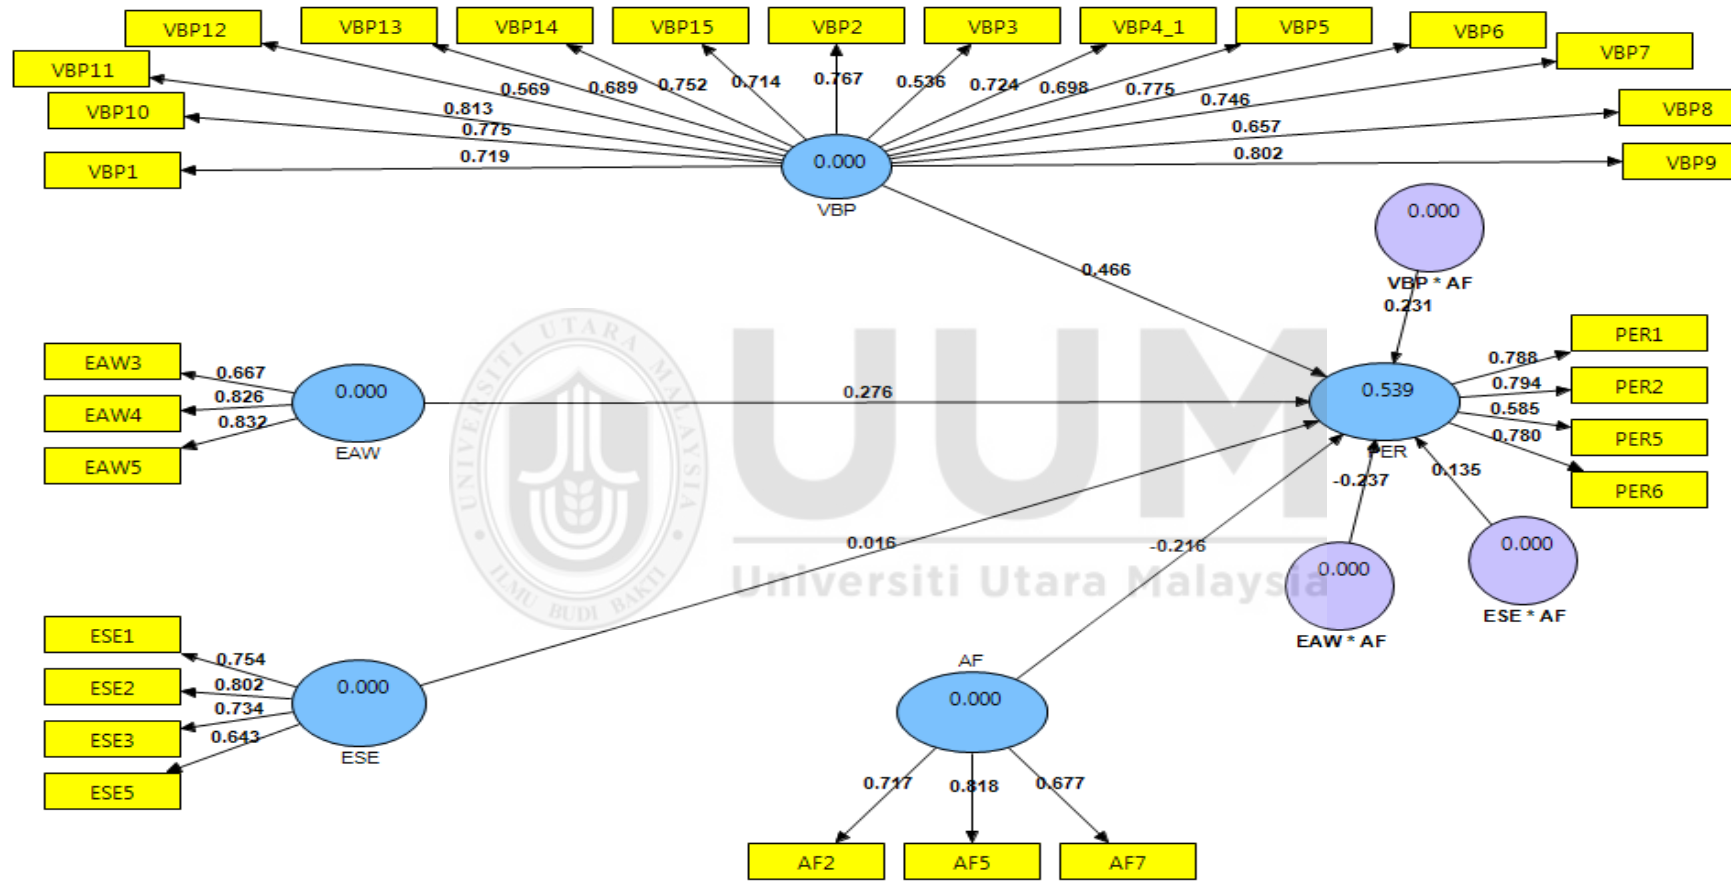 VBP12
VBP13
VBP14
VBP15
VBP2
VBP3
VBP4_1
VBP5
VBP6
VBP7
VBP11
VBP10
VBP8
VBP1
VBP9
0.569
0.689
0.752
0.714
0.767
0.536
0.724
0.698
0.775
0.746
0.813
0.775
0.657
0.719
0.802
0.000
VBP
0.466
0.000
VBP * AF
0.231
EAW3
EAW4
EAW5
0.667
0.826
0.832
0.000
EAW
0.276
0.539
PER
0.788
0.794
0.585
0.780
PER1
PER2
PER5
PER6
-0.237
0.135
0.000
EAW * AF
0.000
ESE * AF
0.016
-0.216
UNIVERSITI UTARA MALAYSIA
ILMU BUDI BAKTI
UUM
Universiti Utara Malaysia
ESE1
ESE2
ESE3
ESE5
0.754
0.802
0.734
0.643
0.000
ESE
AF
0.000
0.717
0.818
0.677
AF2
AF5
AF7